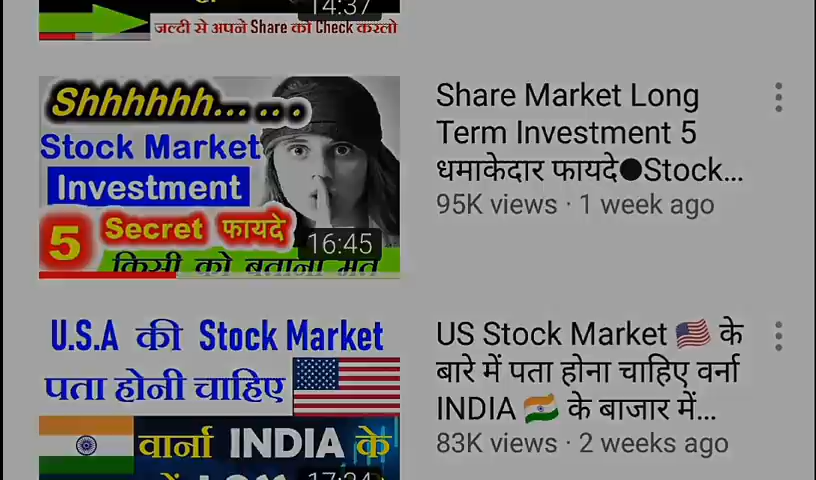 14:37
जल्दी से अपने Share को Check करलो
Shhhhhh... ...
Stock Market
Investment
5 Secret फायदे
16:45
किसी को बताना मत
Share Market Long
Term Investment 5
धमाकेदार फायदे●Stock...
95K views · 1 week ago
U.S.A की Stock Market
पता होनी चाहिए
वार्ना INDIA के
17:24
US Stock Market 🇺🇸 के
बारे में पता होना चाहिए वर्ना
INDIA 🇮🇳 के बाजार में...
83K views · 2 weeks ago